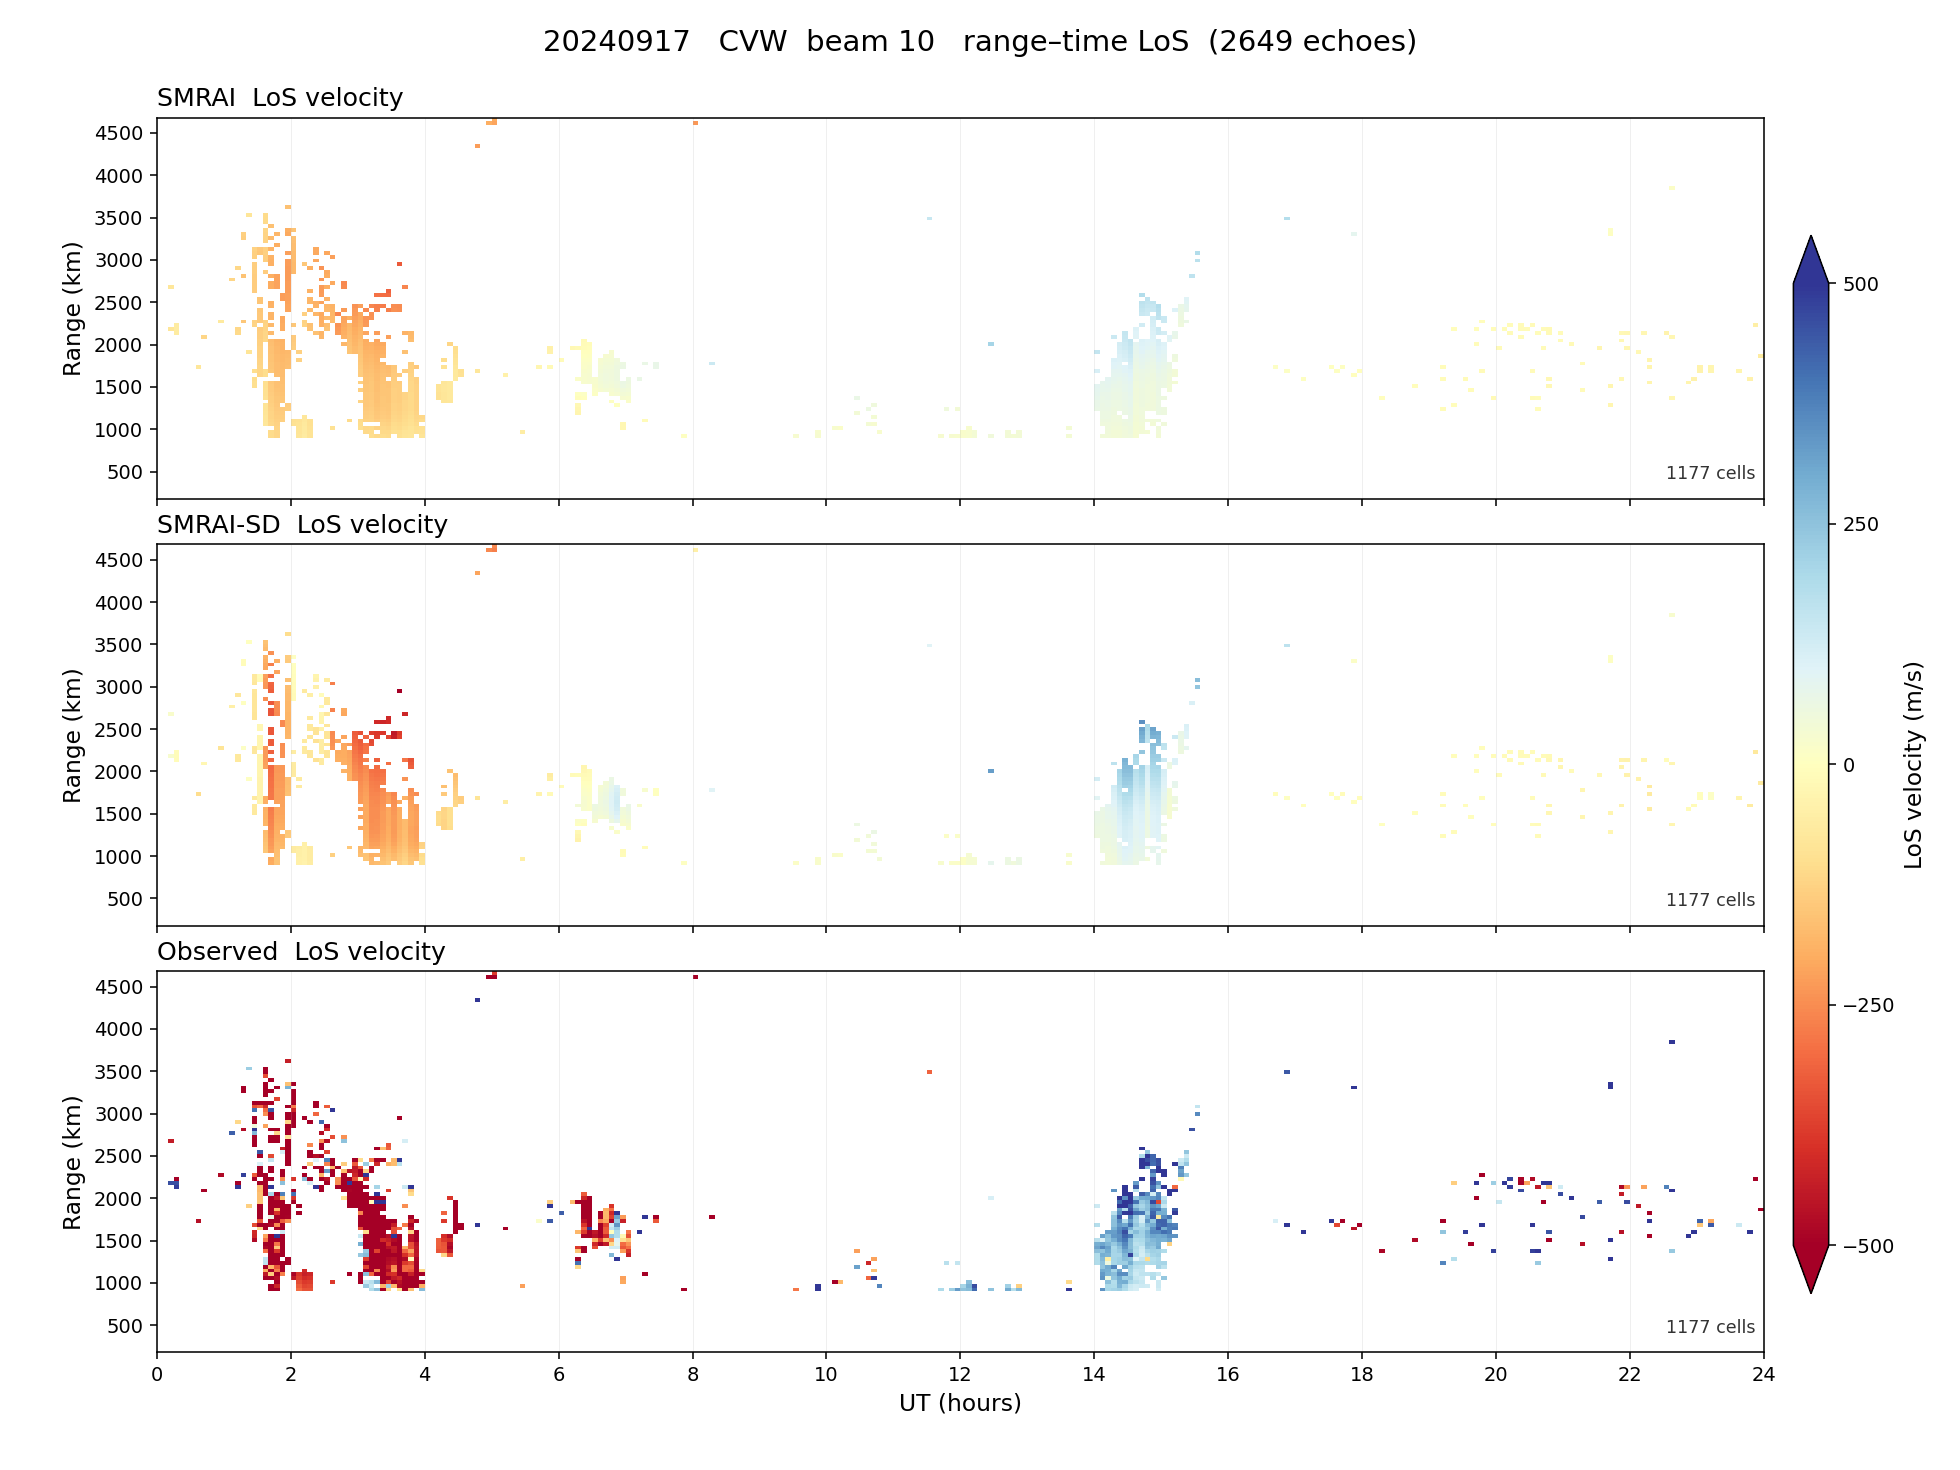 20240917 CVW beam 10 range–time LoS (2649 echoes)
SMRAI LoS velocity
4500
4000
3500
3000
2500
2000
1500
1000
500
Range (km)
1177 cells
SMRAI-SD LoS velocity
4500
4000
3500
3000
2500
2000
1500
1000
500
Range (km)
1177 cells
Observed LoS velocity
4500
4000
3500
3000
2500
2000
1500
1000
500
Range (km)
1177 cells
0 2 4 6 8 10 12 14 16 18 20 22 24
UT (hours)
500
250
0
−250
−500
LoS velocity (m/s)